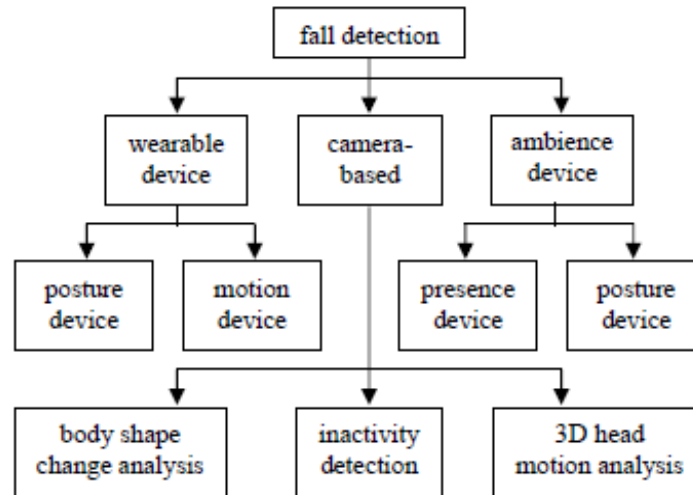 fall detection
wearable
device
camera-
based
ambience
device
posture
device
motion
device
presence
device
posture
device
body shape
change analysis
inactivity
detection
3D head
motion analysis